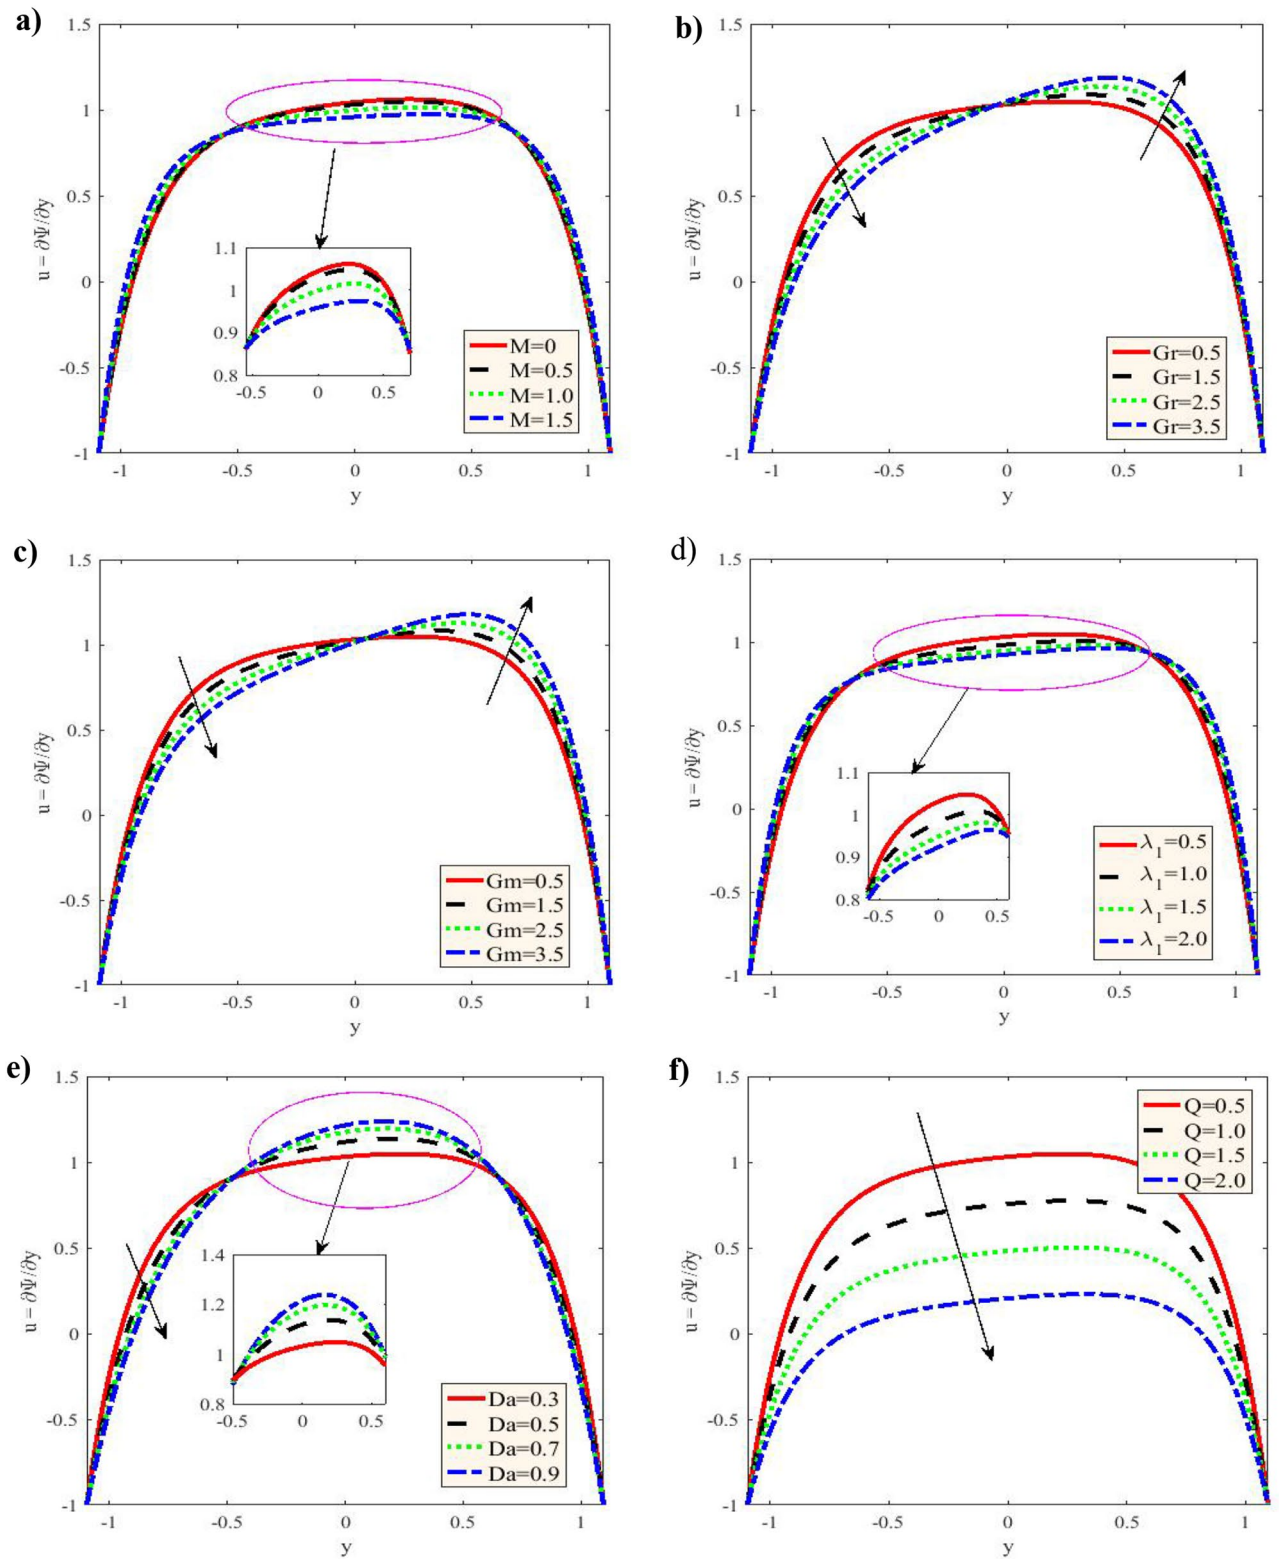 a)
1.5
1
0.5
0
-0.5
-1
u = ∂Ψ/∂y
1.1
1
0.9
0.8
-0.5 0 0.5
M=0
M=0.5
M=1.0
M=1.5
-1 -0.5 0 0.5 1
y
b)
1.5
1
0.5
0
-0.5
-1
u = ∂Ψ/∂y
Gr=0.5
Gr=1.5
Gr=2.5
Gr=3.5
-1 -0.5 0 0.5 1
y
c)
1.5
1
0.5
0
-0.5
-1
u = ∂Ψ/∂y
Gm=0.5
Gm=1.5
Gm=2.5
Gm=3.5
-1 -0.5 0 0.5 1
y
d)
1.5
1
0.5
0
-0.5
-1
u = ∂Ψ/∂y
1.1
1
0.9
0.8
-0.5 0 0.5
λ₁=0.5
λ₁=1.0
λ₁=1.5
λ₁=2.0
-1 -0.5 0 0.5 1
y
e)
1.5
1
0.5
0
-0.5
-1
u = ∂Ψ/∂y
1.4
1.2
1
0.8
-0.5 0 0.5
Da=0.3
Da=0.5
Da=0.7
Da=0.9
-1 -0.5 0 0.5 1
y
f)
1.5
1
0.5
0
-0.5
-1
u = ∂Ψ/∂y
Q=0.5
Q=1.0
Q=1.5
Q=2.0
-1 -0.5 0 0.5 1
y